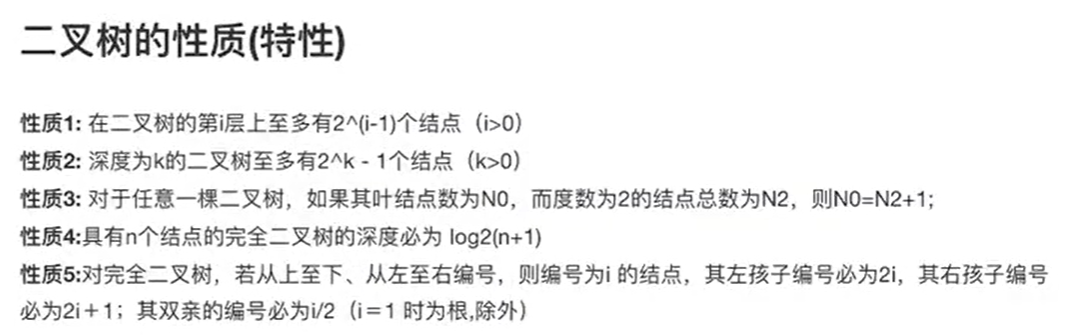 二叉树的性质(特性)
性质1: 在二叉树的第i层上至多有2^(i-1)个结点（i>0）
性质2: 深度为k的二叉树至多有2^k - 1个结点（k>0）
性质3: 对于任意一棵二叉树，如果其叶结点数为N0，而度数为2的结点总数为N2，则N0=N2+1;
性质4:具有n个结点的完全二叉树的深度必为 log2(n+1)
性质5:对完全二叉树，若从上至下、从左至右编号，则编号为i 的结点，其左孩子编号必为2i，其右孩子编号
必为2i＋1；其双亲的编号必为i/2（i＝1 时为根,除外）